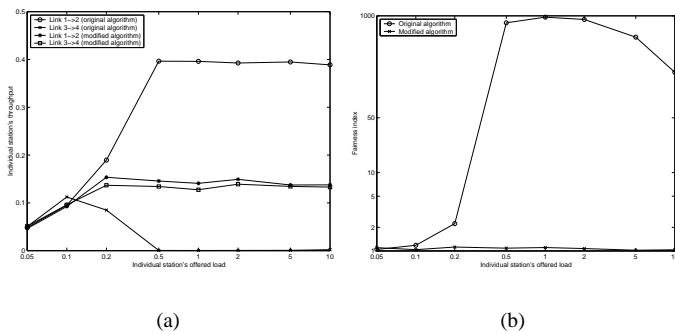 Link 1−>2 (original algorithm)
Link 3−>4 (original algorithm)
Link 1−>2 (modified algorithm)
Link 3−>4 (modified algorithm)
0.5
0.4
0.3
0.2
0.1
0
Individual station's throughput
0.05 0.1 0.2 0.5 1 2 5 10
Individual station's offered load
(a)
Original algorithm
Modified algorithm
1000
50
10
5
2
1
Fairness index
0.05 0.1 0.2 0.5 1 2 5 1
Individual station's offered load
(b)